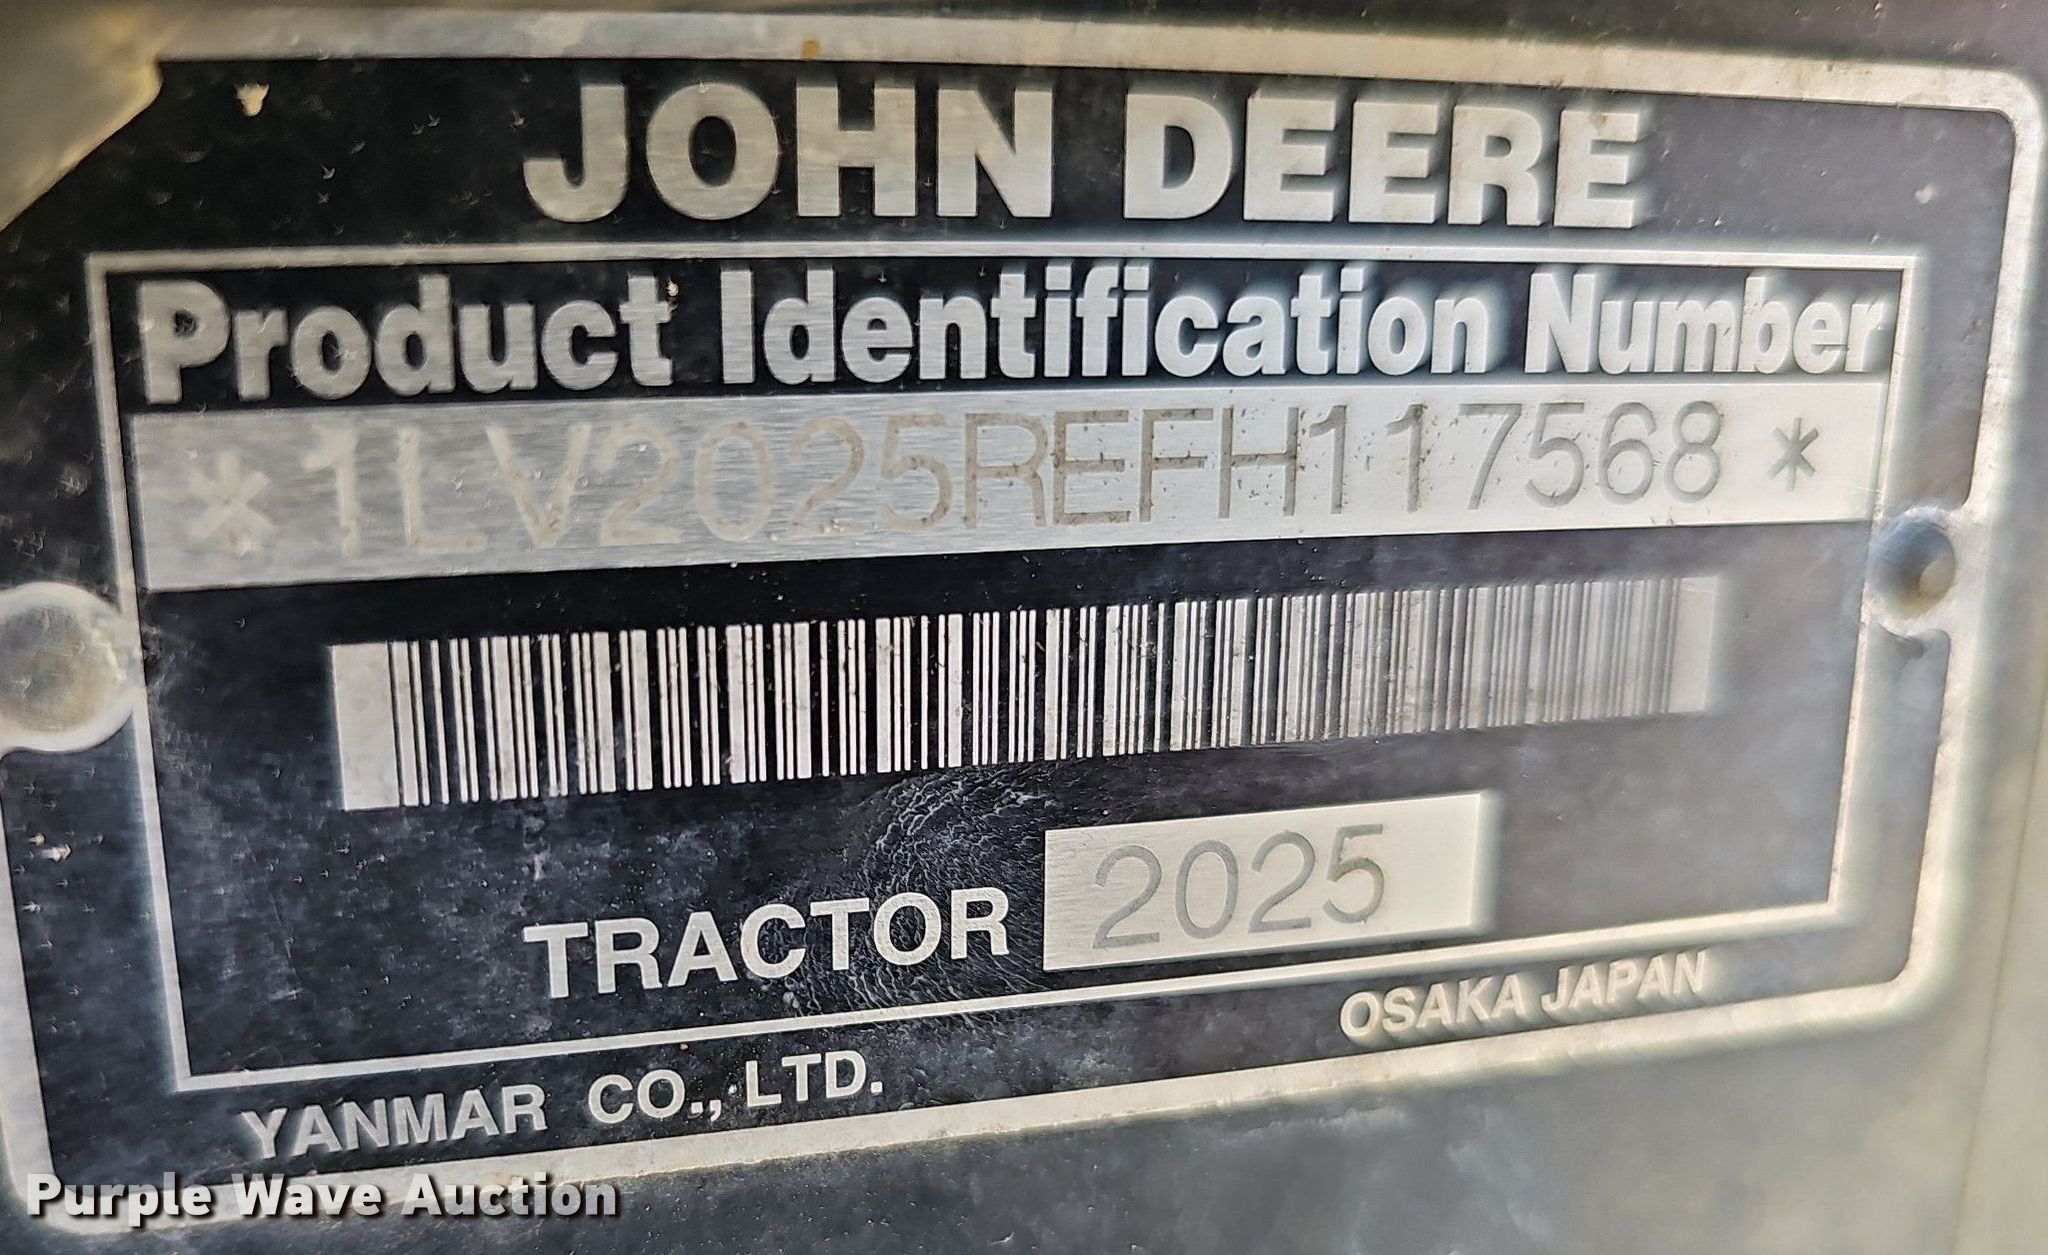 JOHN DEERE
Product Identification Number
*1LV2025REFH117568*
TRACTOR 2025
YANMAR CO., LTD. OSAKA JAPAN
Purple Wave Auction